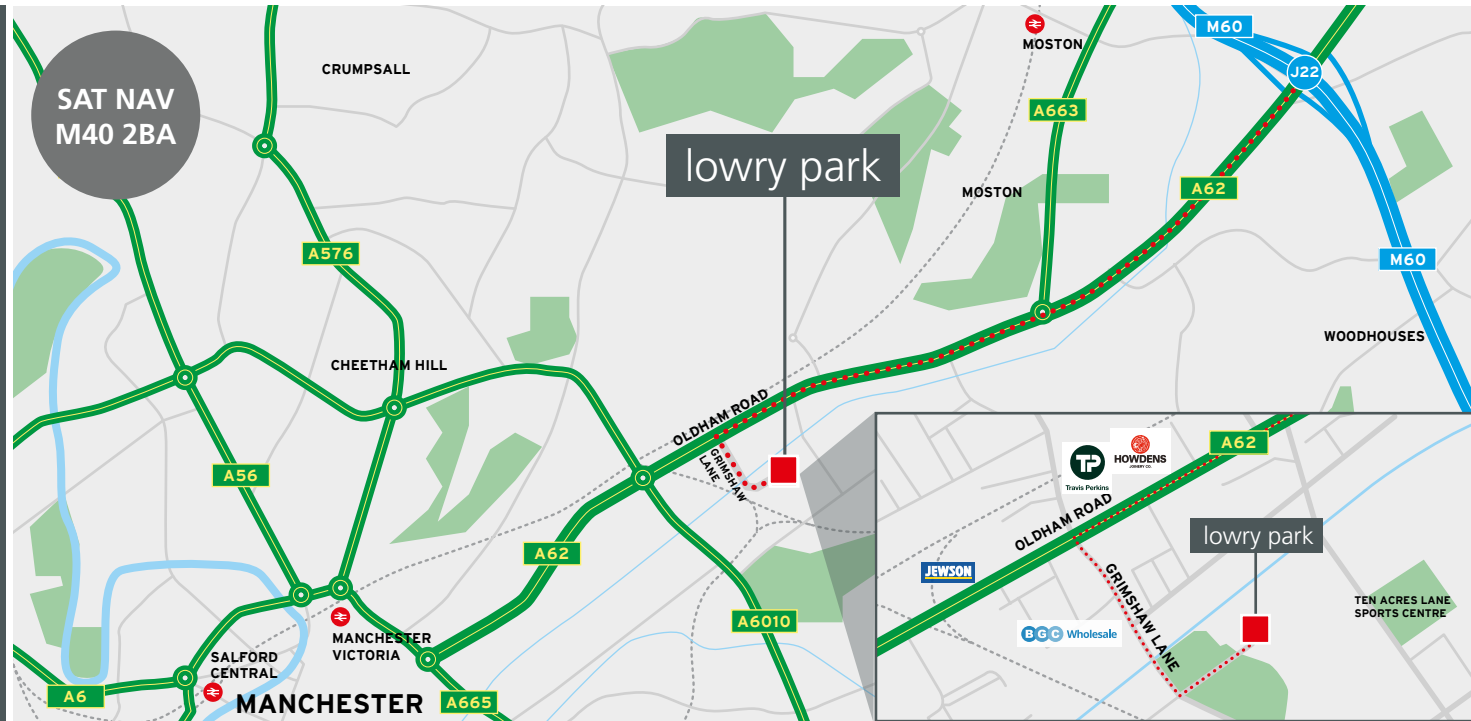 SAT NAV
M40 2BA
CRUMPSALL
MOSTON
M60
J22
A663
lowry park
MOSTON
A62
A576
M60
WOODHOUSES
CHEETHAM HILL
OLDHAM ROAD
GRIMSHAW
LANE
A56
A62
A6010
MANCHESTER
VICTORIA
SALFORD
CENTRAL
A6
MANCHESTER
A665
A62
TP
Travis Perkins
HOWDENS
JOINERY CO.
OLDHAM ROAD
lowry park
JEWSON
GRIMSHAW LANE
TEN ACRES LANE
SPORTS CENTRE
BGC Wholesale